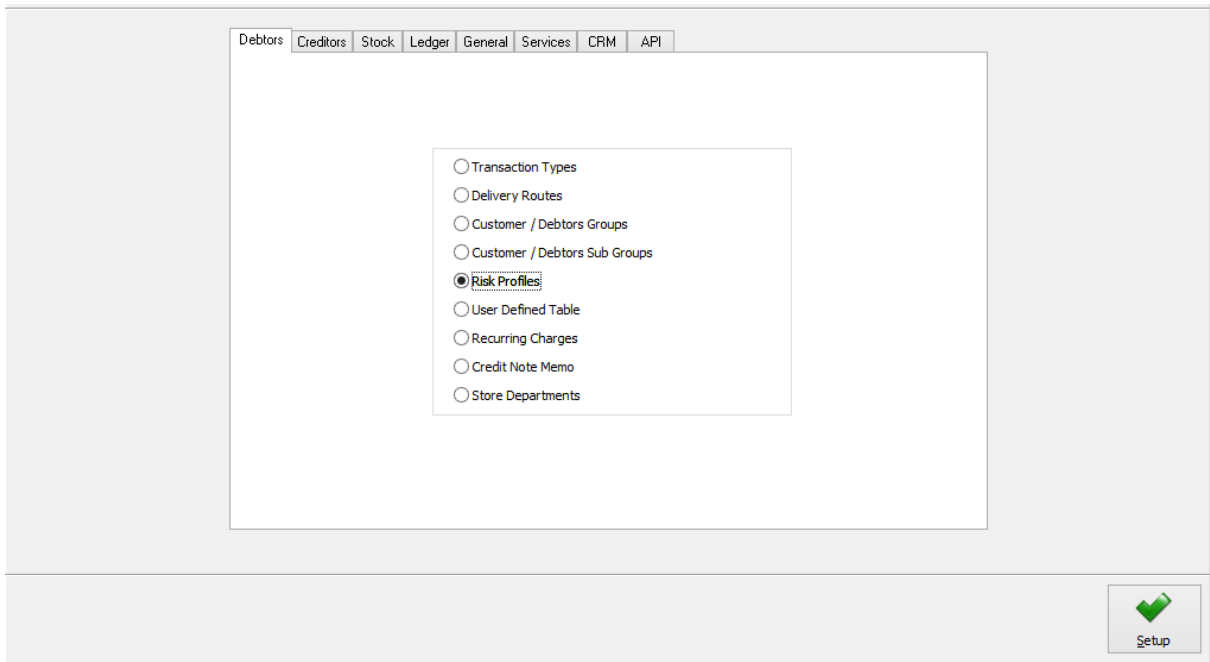 Debtors Creditors Stock Ledger General Services CRM API
Transaction Types
Delivery Routes
Customer / Debtors Groups
Customer / Debtors Sub Groups
Risk Profiles
User Defined Table
Recurring Charges
Credit Note Memo
Store Departments
Setup